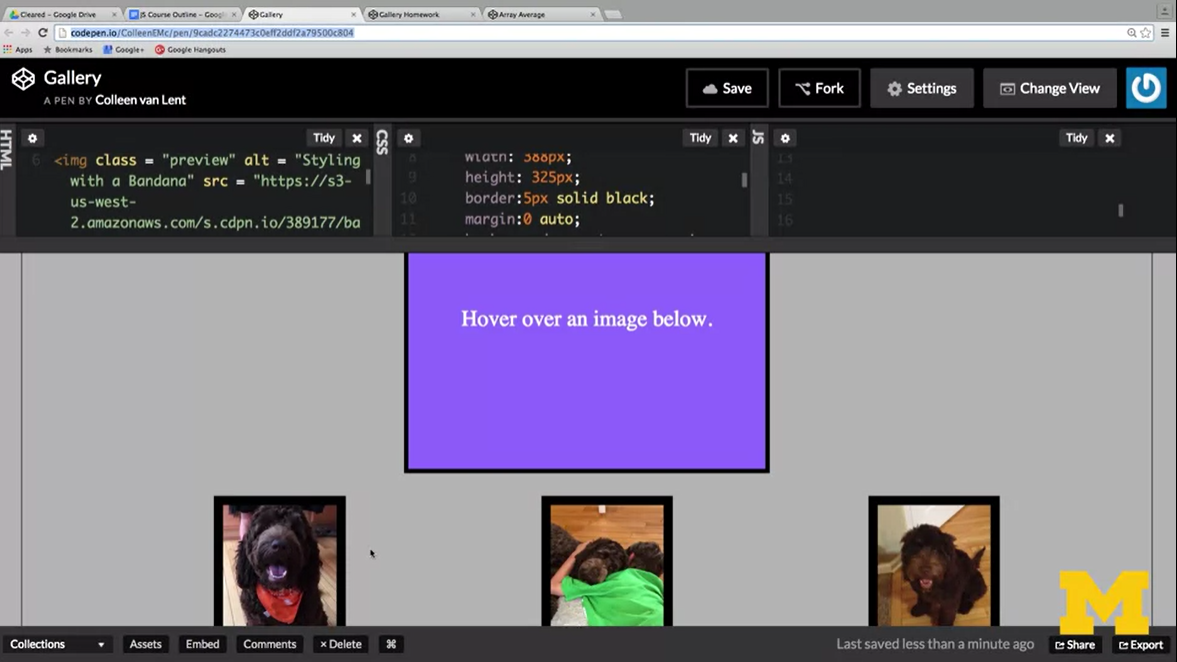 Cleared – Google Drive
JS Course Outline – Goog
Gallery
Gallery Homework
Array Average
codepen.io/ColleenEMc/pen/9cadc2274473c0eff2ddf2a79500c804
Apps
Bookmarks
Google+
Google Hangouts
Gallery
A PEN BY Colleen van Lent
Save
Fork
Settings
Change View
HTML
Tidy
6 <img class = "preview" alt = "Styling
with a Bandana" src = "https://s3-
us-west-
2.amazonaws.com/s.cdpn.io/389177/ba
CSS
Tidy
8 width: 388px;
9 height: 325px;
10 border:5px solid black;
11 margin:0 auto;
JS
Tidy
13
14
15
16
Hover over an image below.
M
Collections
Assets
Embed
Comments
× Delete
⌘
Last saved less than a minute ago
Share
Export